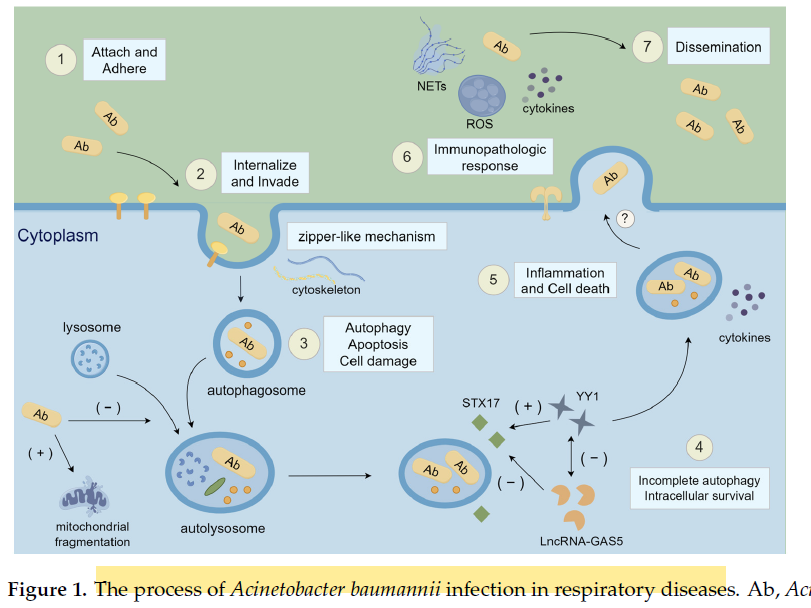 1
Attach and
Adhere
Ab
Ab
2
Internalize
and Invade
Ab
zipper-like mechanism
cytoskeleton
NETs
Ab
ROS
cytokines
7
Dissemination
Ab
Ab
Ab
6
Immunopathologic
response
Ab
?
Cytoplasm
5
Inflammation
and Cell death
Ab
Ab
cytokines
3
Autophagy
Apoptosis
Cell damage
Ab
autophagosome
lysosome
Ab
( − )
( + )
mitochondrial
fragmentation
Ab
autolysosome
STX17
( + )
YY1
( − )
( − )
LncRNA-GAS5
Ab
Ab
4
Incomplete autophagy
Intracellular survival
Figure 1. The process of Acinetobacter baumannii infection in respiratory diseases. Ab, Aci